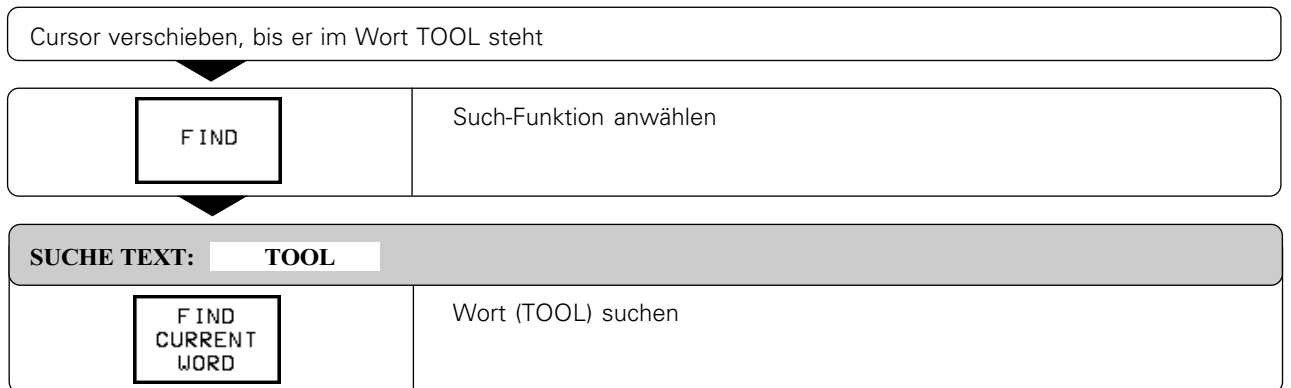 Cursor verschieben, bis er im Wort TOOL steht
FIND
Such-Funktion anwählen
SUCHE TEXT: TOOL
FIND
CURRENT
WORD
Wort (TOOL) suchen